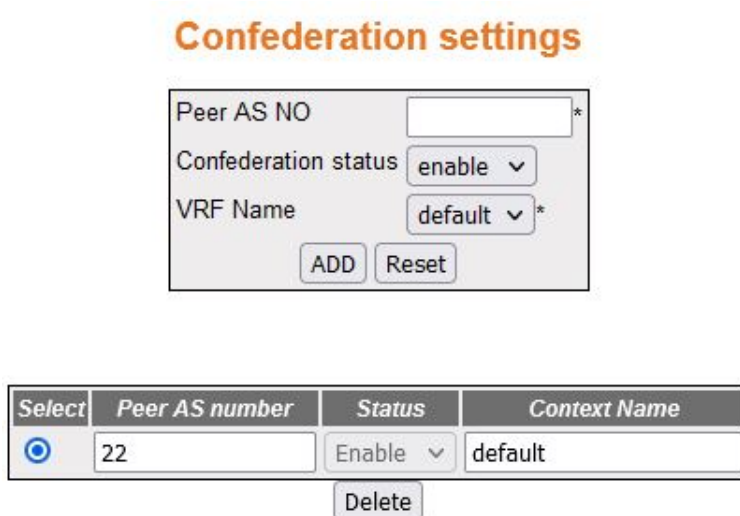 Confederation settings
Peer AS NO *
Confederation status enable
VRF Name default *
ADD Reset
Select Peer AS number Status Context Name
22 Enable default
Delete